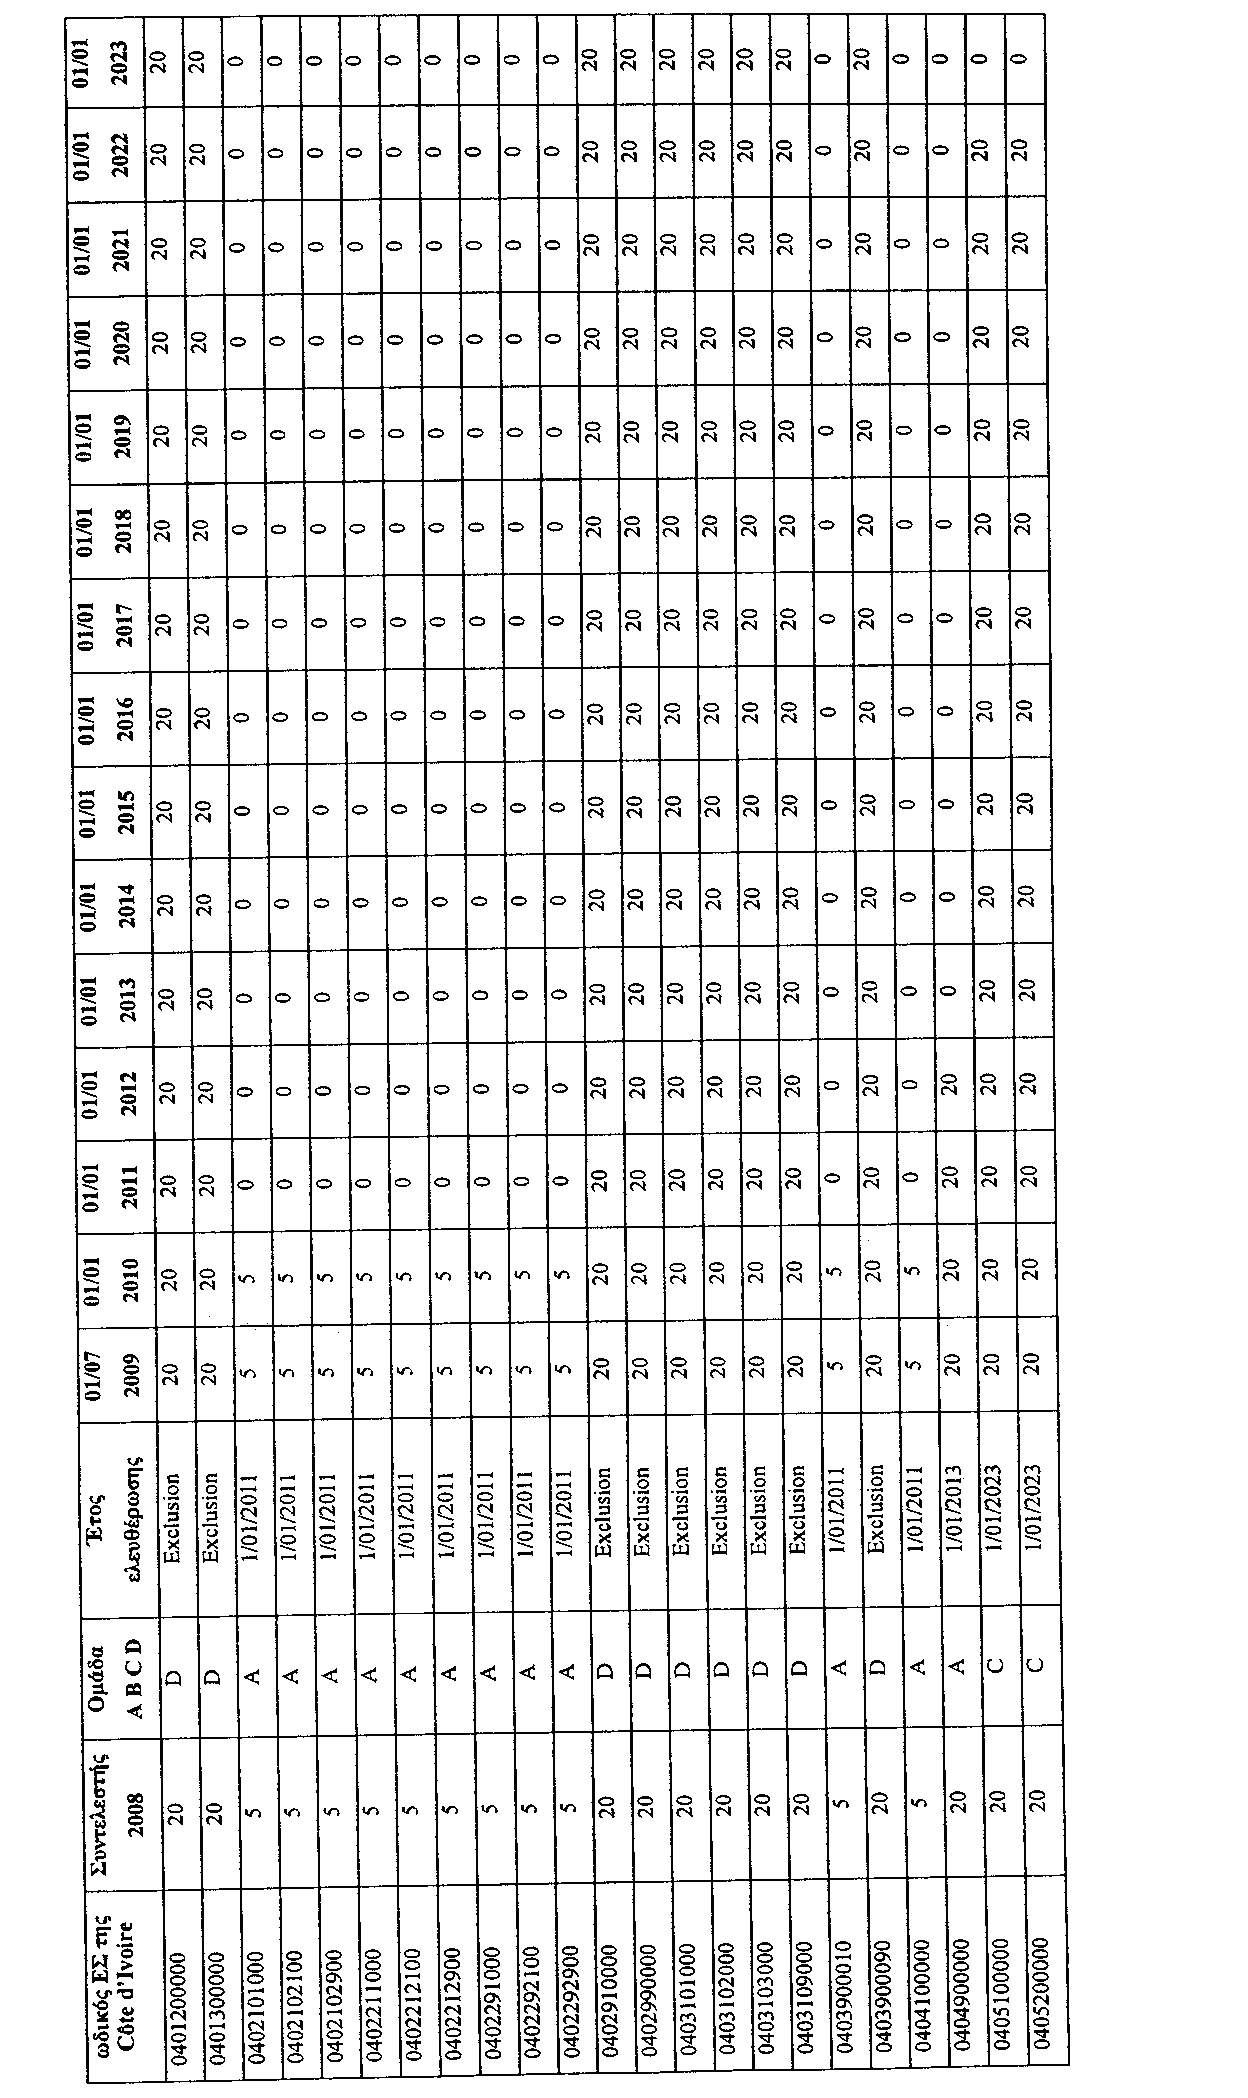 ωδικός ΕΣ της Côte d'Ivoire Συντελεστής 2008 Ομάδα A B C D Έτος ελευθέρωσης 01/07 2009 01/01 2010 01/01 2011 01/01 2012 01/01 2013 01/01 2014 01/01 2015 01/01 2016 01/01 2017 01/01 2018 01/01 2019 01/01 2020 01/01 2021 01/01 2022 01/01 2023
0401200000 20 D Exclusion 20 20 20 20 20 20 20 20 20 20 20 20 20 20 20
0401300000 20 D Exclusion 20 20 20 20 20 20 20 20 20 20 20 20 20 20 20
0402101000 5 A 1/01/2011 5 5 0 0 0 0 0 0 0 0 0 0 0 0 0
0402102100 5 A 1/01/2011 5 5 0 0 0 0 0 0 0 0 0 0 0 0 0
0402102900 5 A 1/01/2011 5 5 0 0 0 0 0 0 0 0 0 0 0 0 0
0402211000 5 A 1/01/2011 5 5 0 0 0 0 0 0 0 0 0 0 0 0 0
0402212100 5 A 1/01/2011 5 5 0 0 0 0 0 0 0 0 0 0 0 0 0
0402212900 5 A 1/01/2011 5 5 0 0 0 0 0 0 0 0 0 0 0 0 0
0402291000 5 A 1/01/2011 5 5 0 0 0 0 0 0 0 0 0 0 0 0 0
0402292100 5 A 1/01/2011 5 5 0 0 0 0 0 0 0 0 0 0 0 0 0
0402292900 5 A 1/01/2011 5 5 0 0 0 0 0 0 0 0 0 0 0 0 0
0402910000 20 D Exclusion 20 20 20 20 20 20 20 20 20 20 20 20 20 20 20
0402990000 20 D Exclusion 20 20 20 20 20 20 20 20 20 20 20 20 20 20 20
0403101000 20 D Exclusion 20 20 20 20 20 20 20 20 20 20 20 20 20 20 20
0403102000 20 D Exclusion 20 20 20 20 20 20 20 20 20 20 20 20 20 20 20
0403103000 20 D Exclusion 20 20 20 20 20 20 20 20 20 20 20 20 20 20 20
0403109000 20 D Exclusion 20 20 20 20 20 20 20 20 20 20 20 20 20 20 20
0403900010 5 A 1/01/2011 5 5 0 0 0 0 0 0 0 0 0 0 0 0 0
0403900090 20 D Exclusion 20 20 20 20 20 20 20 20 20 20 20 20 20 20 20
0404100000 5 A 1/01/2011 5 5 0 0 0 0 0 0 0 0 0 0 0 0 0
0404900000 20 A 1/01/2013 20 20 20 20 0 0 0 0 0 0 0 0 0 0 0
0405100000 20 C 1/01/2023 20 20 20 20 20 20 20 20 20 20 20 20 20 20 0
0405200000 20 C 1/01/2023 20 20 20 20 20 20 20 20 20 20 20 20 20 20 0